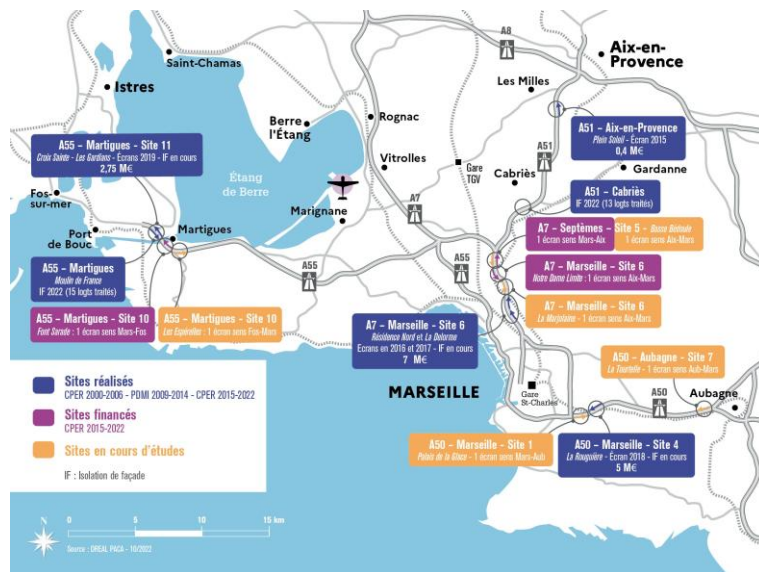 A8
Aix-en-
Provence
Saint-Chamas
Istres
Les Milles
Berre
l'Étang
Rognac
A55 - Martigues - Site 11
Croix Sainte - Les Gardians - Écrans 2019 - IF en cours
2,75 M€
A51 - Aix-en-Provence
Plein Soleil - Écran 2015
0,4 M€
A51
Étang
de Berre
Vitrolles
Gare
TGV
Cabriès
Gardanne
Fos-
sur-mer
A51 - Cabriès
IF 2022 (13 logts traités)
Marignane
A7
Port
de Bouc
Martigues
A7 - Septèmes - Site 5 -
1 écran sens Mars-Aix
1 écran sens Aix-Mars
A55
A55
A55 - Martigues
Moulin de France
IF 2022 (15 logts traités)
A7 - Marseille - Site 6
Notre Dame Limite : 1 écran sens Mars-Aix
A7 - Marseille - Site 6
La Marjolaine - 1 écran sens Aix-Mars
A55 - Martigues - Site 10
Font Sarade : 1 écran sens Mars-Fos
A55 - Martigues - Site 10
Les Espérelles : 1 écran sens Fos-Mars
A7 - Marseille - Site 6
Résidence Nord et La Delorme
Écrans en 2016 et 2017 - IF en cours
7 M€
A50 - Aubagne - Site 7
La Tourtelle - 1 écran sens Aub-Mars
MARSEILLE
Gare
St-Charles
A50
Aubagne
Sites réalisés
CPER 2000-2006 - PDMI 2009-2014 - CPER 2015-2022
Sites financés
CPER 2015-2022
Sites en cours d'études
IF : Isolation de façade
A50 - Marseille - Site 1
Palais de la Glace - 1 écran sens Mars-Aub
A50 - Marseille - Site 4
La Rouguière - Écran 2018 - IF en cours
5 M€
N
0 5 10 15 km
Source : DREAL PACA - 10/2022